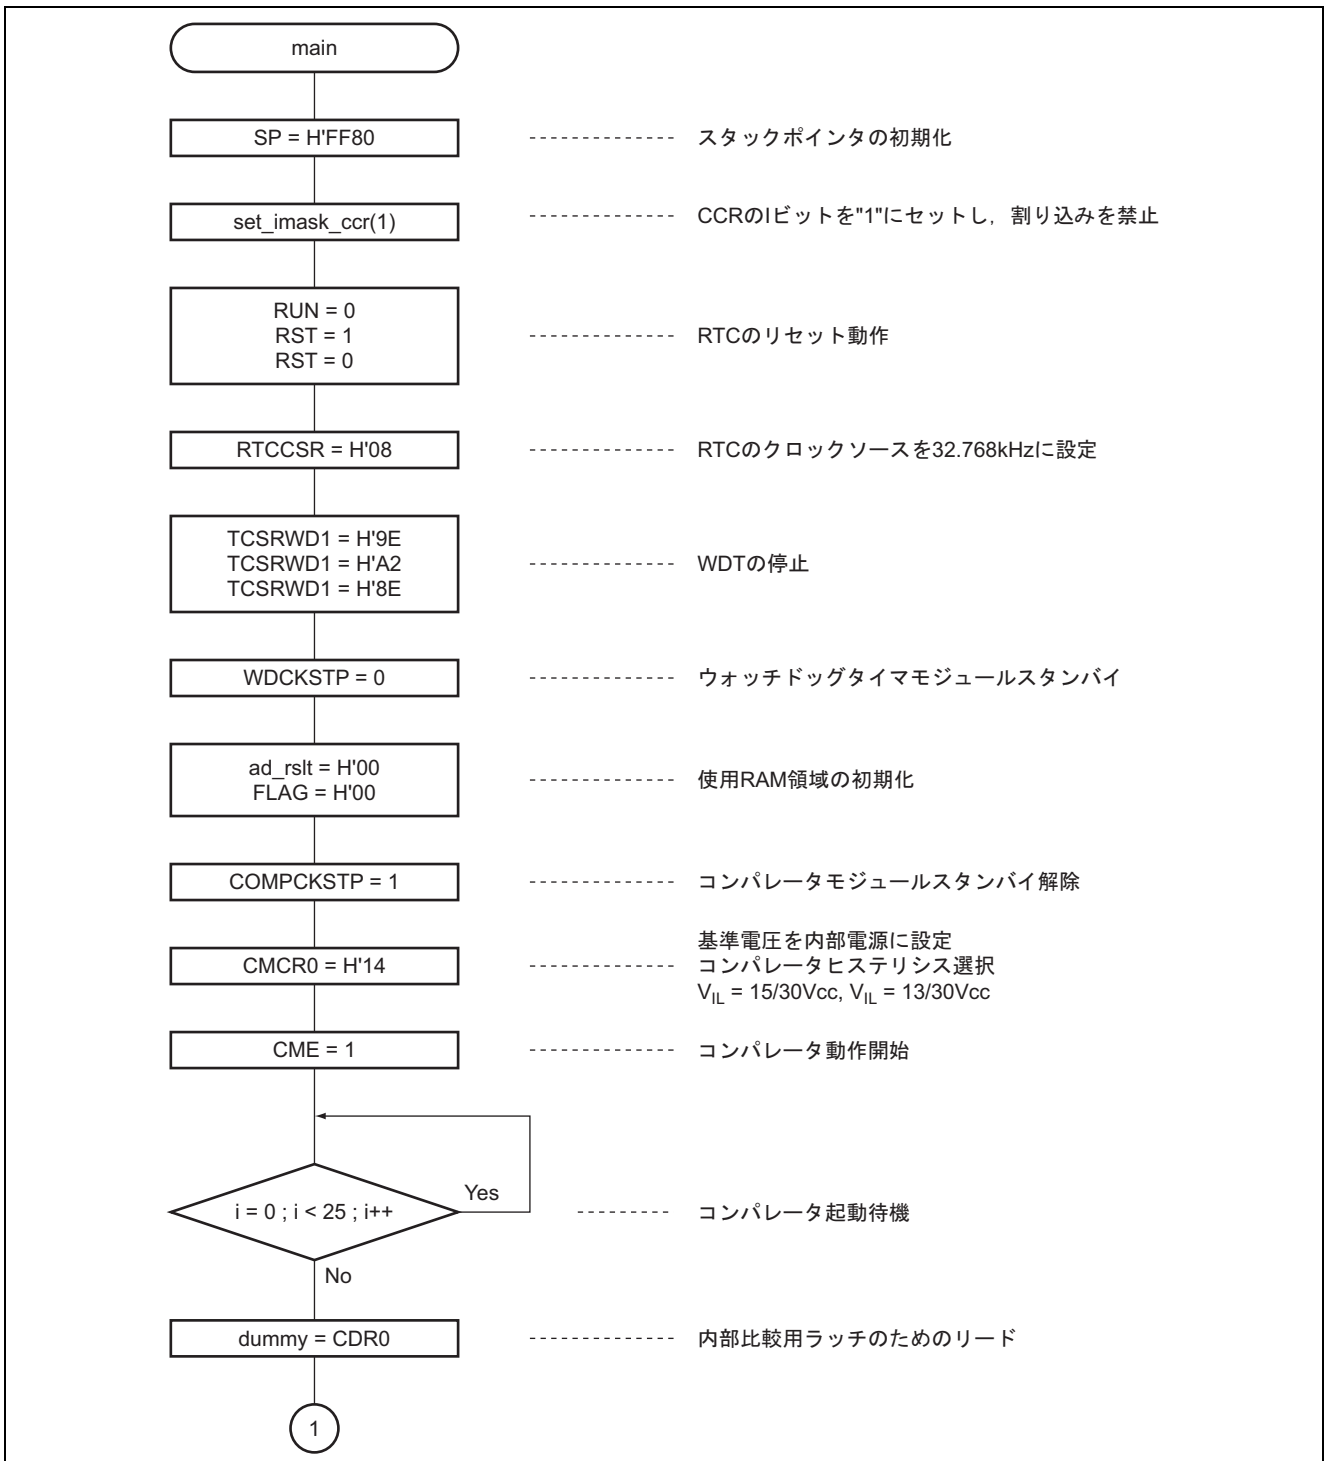 main
SP = H'FF80
スタックポインタの初期化
set_imask_ccr(1)
CCRのIビットを"1"にセットし，割り込みを禁止
RUN = 0
RST = 1
RST = 0
RTCのリセット動作
RTCCSR = H'08
RTCのクロックソースを32.768kHzに設定
TCSRWD1 = H'9E
TCSRWD1 = H'A2
TCSRWD1 = H'8E
WDTの停止
WDCKSTP = 0
ウォッチドッグタイマモジュールスタンバイ
ad_rslt = H'00
FLAG = H'00
使用RAM領域の初期化
COMPCKSTP = 1
コンパレータモジュールスタンバイ解除
CMCR0 = H'14
基準電圧を内部電源に設定
コンパレータヒステリシス選択
VIL = 15/30Vcc, VIL = 13/30Vcc
CME = 1
コンパレータ動作開始
i = 0 ; i < 25 ; i++
Yes
コンパレータ起動待機
No
dummy = CDR0
内部比較用ラッチのためのリード
1